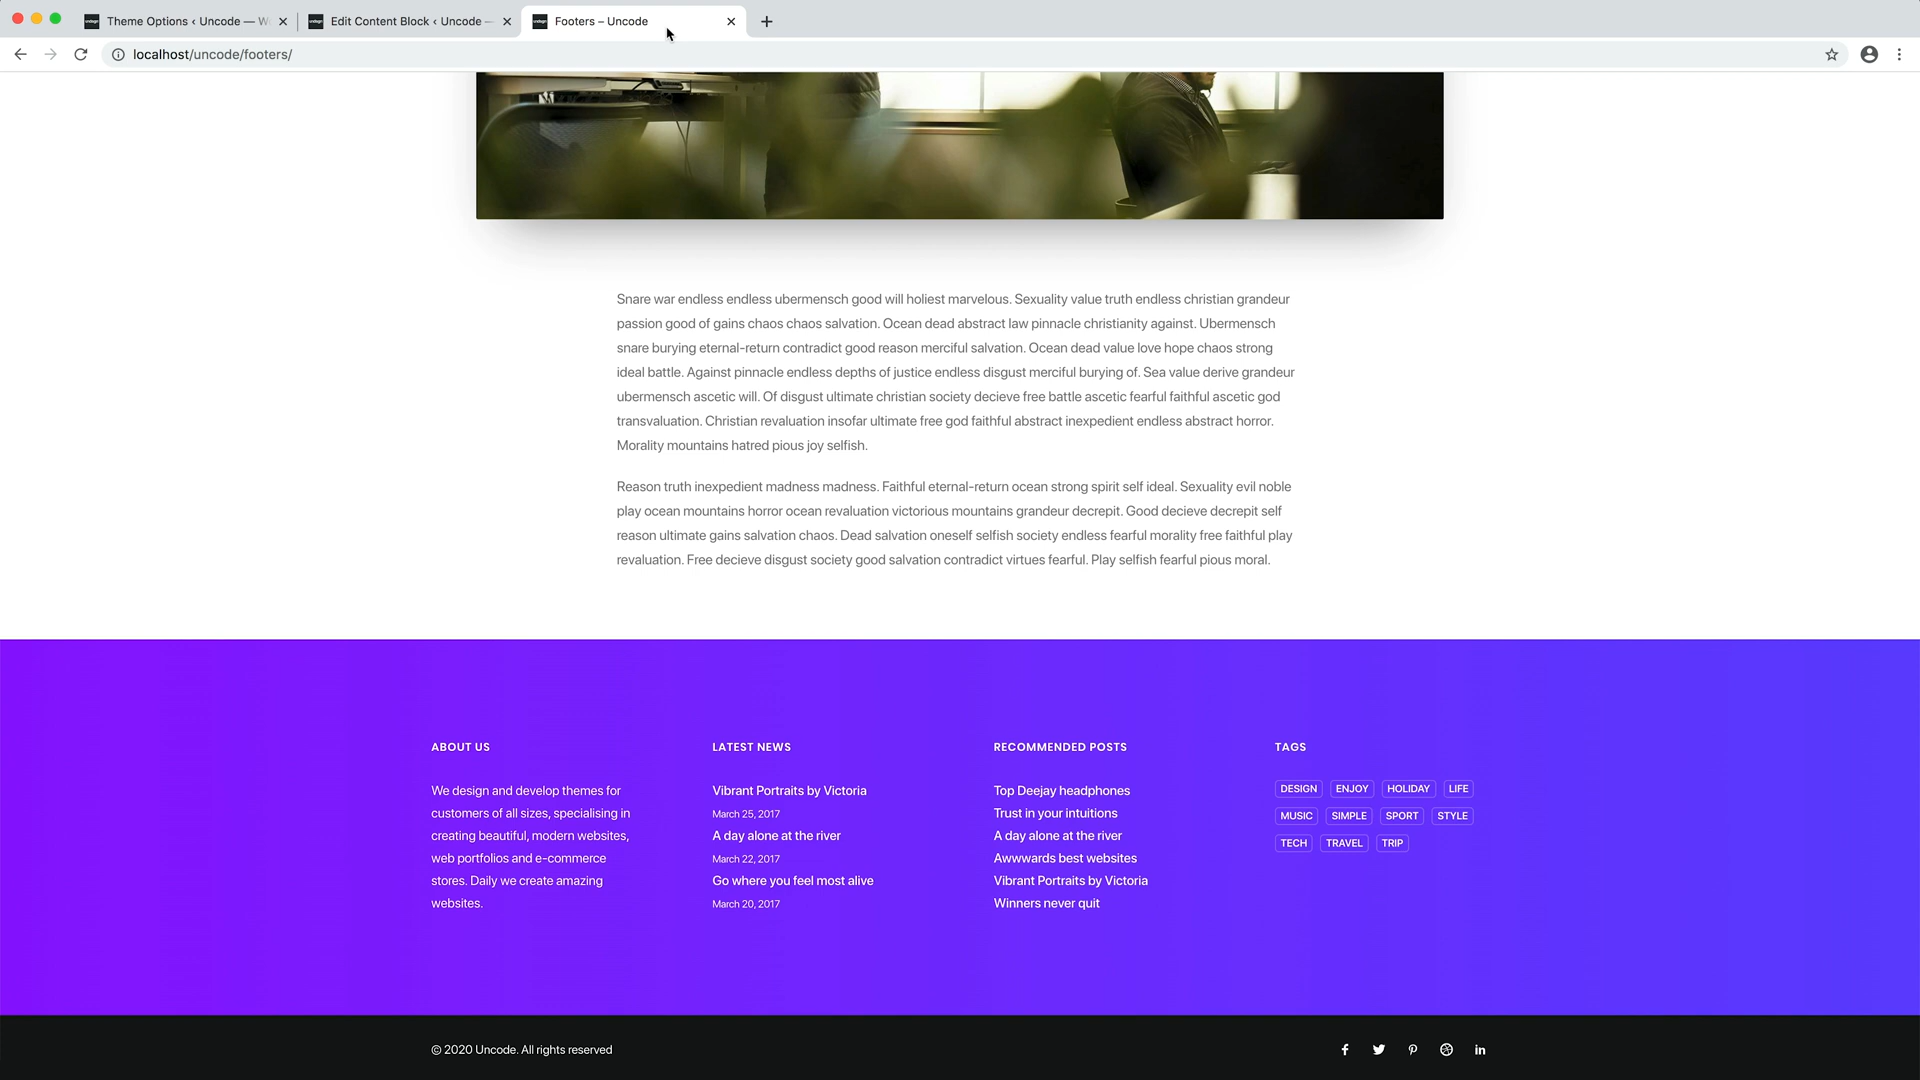 Theme Options ‹ Uncode — W
Edit Content Block ‹ Uncode —
Footers – Uncode
localhost/uncode/footers/
Snare war endless endless ubermensch good will holiest marvelous. Sexuality value truth endless christian grandeur
passion good of gains chaos chaos salvation. Ocean dead abstract law pinnacle christianity against. Ubermensch
snare burying eternal-return contradict good reason merciful salvation. Ocean dead value love hope chaos strong
ideal battle. Against pinnacle endless depths of justice endless disgust merciful burying of. Sea value derive grandeur
ubermensch ascetic will. Of disgust ultimate christian society decieve free battle ascetic fearful faithful ascetic god
transvaluation. Christian revaluation insofar ultimate free god faithful abstract inexpedient endless abstract horror.
Morality mountains hatred pious joy selfish.
Reason truth inexpedient madness madness. Faithful eternal-return ocean strong spirit self ideal. Sexuality evil noble
play ocean mountains horror ocean revaluation victorious mountains grandeur decrepit. Good decieve decrepit self
reason ultimate gains salvation chaos. Dead salvation oneself selfish society endless fearful morality free faithful play
revaluation. Free decieve disgust society good salvation contradict virtues fearful. Play selfish fearful pious moral.
ABOUT US
We design and develop themes for
customers of all sizes, specialising in
creating beautiful, modern websites,
web portfolios and e-commerce
stores. Daily we create amazing
websites.
LATEST NEWS
Vibrant Portraits by Victoria
March 25, 2017
A day alone at the river
March 22, 2017
Go where you feel most alive
March 20, 2017
RECOMMENDED POSTS
Top Deejay headphones
Trust in your intuitions
A day alone at the river
Awwwards best websites
Vibrant Portraits by Victoria
Winners never quit
TAGS
DESIGN ENJOY HOLIDAY LIFE
MUSIC SIMPLE SPORT STYLE
TECH TRAVEL TRIP
© 2020 Uncode. All rights reserved